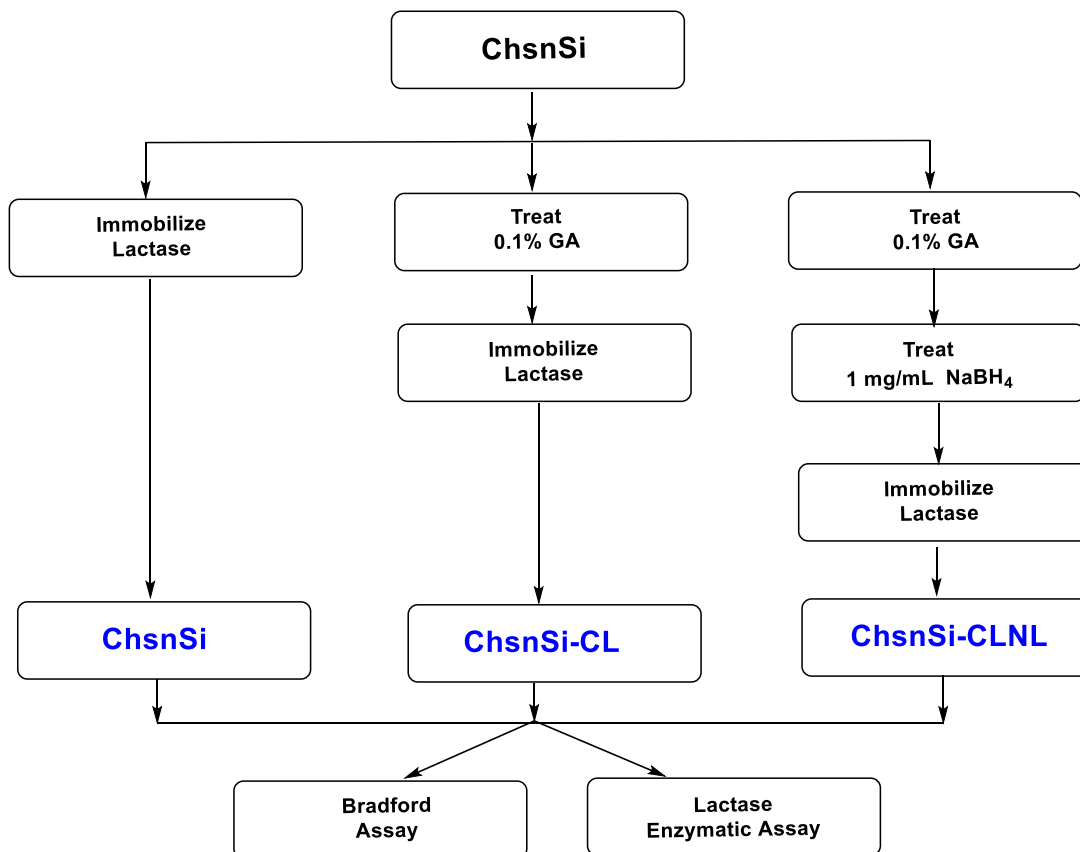 ChsnSi
Immobilize
Lactase
Treat
0.1% GA
Treat
0.1% GA
Immobilize
Lactase
Treat
1 mg/mL NaBH₄
Immobilize
Lactase
ChsnSi
ChsnSi-CL
ChsnSi-CLNL
Bradford
Assay
Lactase
Enzymatic Assay